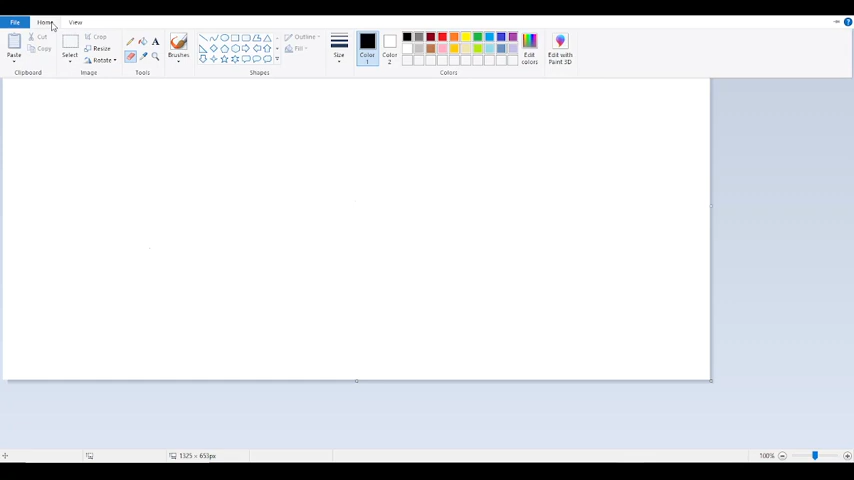 File Home View
Paste Cut Copy
Clipboard
Select Crop Resize Rotate
Image
A
Tools
Brushes
Outline Fill
Shapes
Size
Color 1 Color 2
Edit colors
Colors
Edit with Paint 3D
1325 × 653px
100%